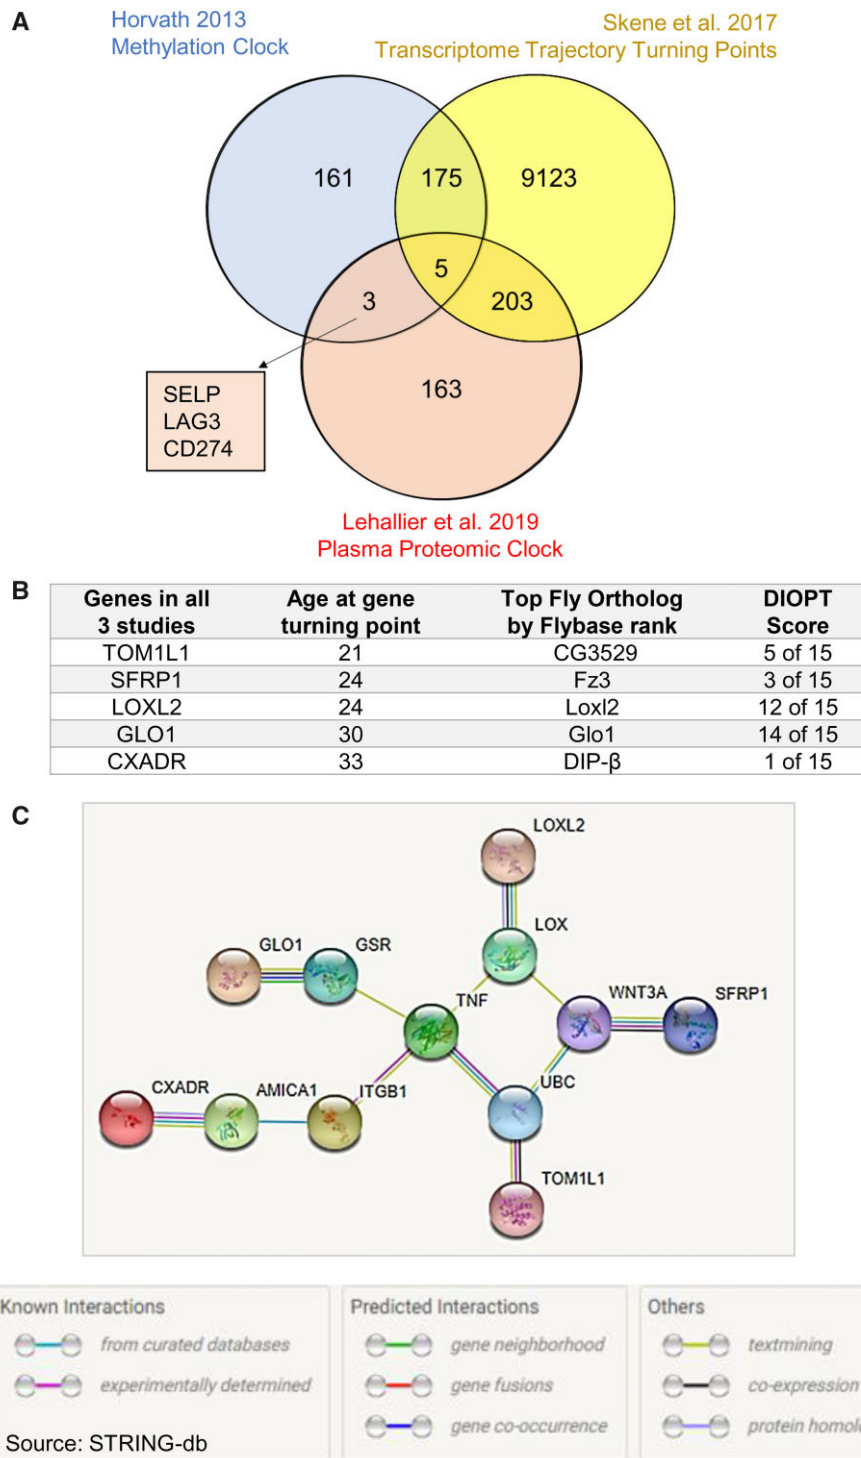 A
Horvath 2013
Methylation Clock
Skene et al. 2017
Transcriptome Trajectory Turning Points
161
175
9123
5
3
203
SELP
LAG3
CD274
163
Lehallier et al. 2019
Plasma Proteomic Clock
B
Genes in all 3 studies Age at gene turning point Top Fly Ortholog by Flybase rank DIOPT Score
TOM1L1 21 CG3529 5 of 15
SFRP1 24 Fz3 3 of 15
LOXL2 24 Loxl2 12 of 15
GLO1 30 Glo1 14 of 15
CXADR 33 DIP-β 1 of 15
C
LOXL2
LOX
GLO1
GSR
TNF
WNT3A
SFRP1
CXADR
AMICA1
ITGB1
UBC
TOM1L1
Known Interactions
from curated databases
experimentally determined
Predicted Interactions
gene neighborhood
gene fusions
gene co-occurrence
Others
textmining
co-expression
protein
Source: STRING-db